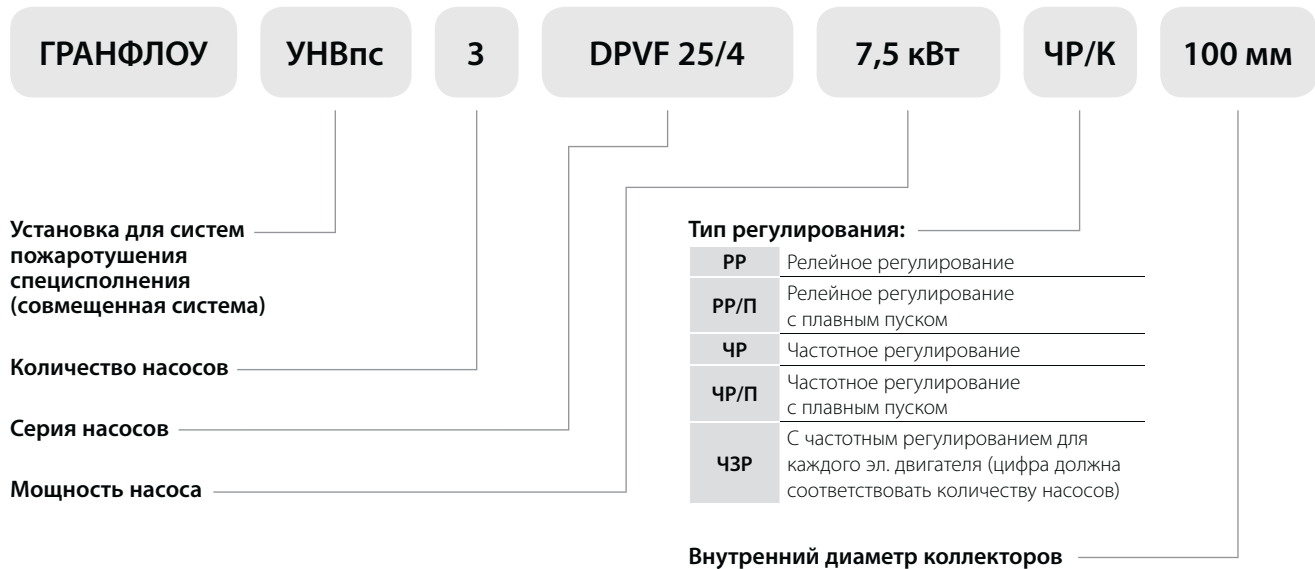 ГРАНФЛОУ УНВпс 3 DPVF 25/4 7,5 кВт ЧР/К 100 мм
Установка для систем
пожаротушения
специсполнения
(совмещенная система)
Количество насосов
Серия насосов
Мощность насоса
Тип регулирования:
РР Релейное регулирование
РР/П Релейное регулирование
с плавным пуском
ЧР Частотное регулирование
ЧР/П Частотное регулирование
с плавным пуском
Ч3Р С частотным регулированием для
каждого эл. двигателя (цифра должна
соответствовать количеству насосов)
Внутренний диаметр коллекторов